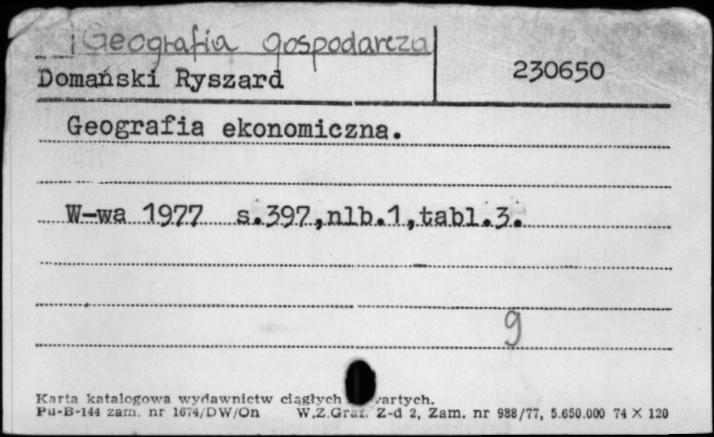 Geografia gospodarcza
Domański Ryszard
230650
Geografia ekonomiczna.
W-wa 1977 s.397,nlb.1,tabl.3.
g
Karta katalogowa wydawnictw ciągłych
Pu-B-144 zam. nr 1674/DW/On W.Z.Graf. Z-d 2, Zam. nr 988/77, 5.650.000 74 X 120